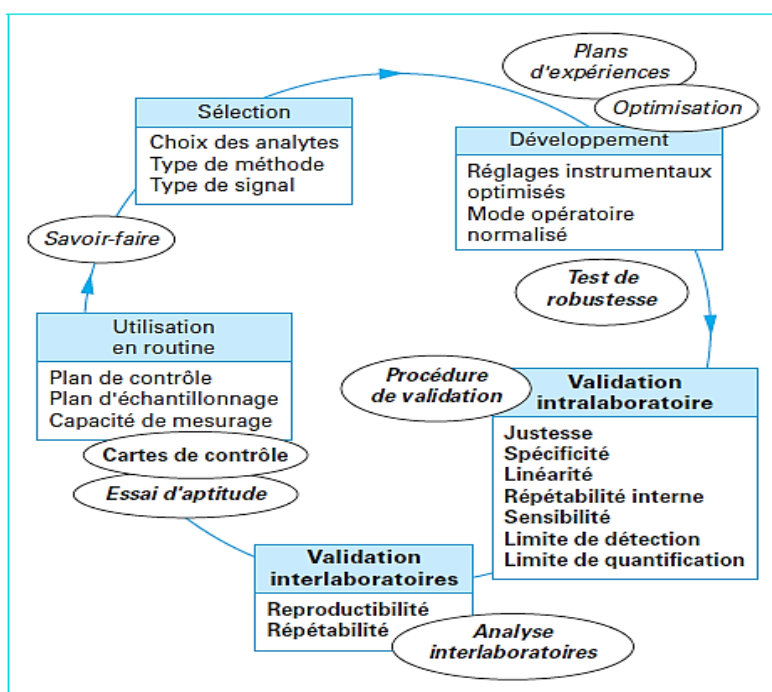 Plans
d'expériences
Optimisation
Sélection
Choix des analytes
Type de méthode
Type de signal
Développement
Réglages instrumentaux
optimisés
Mode opératoire
normalisé
Savoir-faire
Test de
robustesse
Utilisation
en routine
Plan de contrôle
Plan d'échantillonnage
Capacité de mesurage
Cartes de contrôle
Essai d'aptitude
Procédure
de validation
Validation
intralaboratoire
Justesse
Spécificité
Linéarité
Répétabilité interne
Sensibilité
Limite de détection
Limite de quantification
Validation
interlaboratoires
Reproductibilité
Répétabilité
Analyse
interlaboratoires